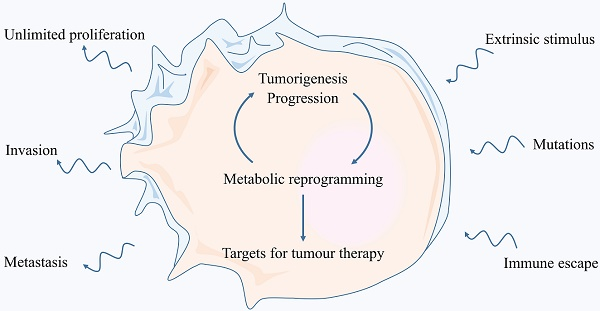 Unlimited proliferation
Extrinsic stimulus
Tumorigenesis
Progression
Invasion
Mutations
Metabolic reprogramming
Targets for tumour therapy
Metastasis
Immune escape